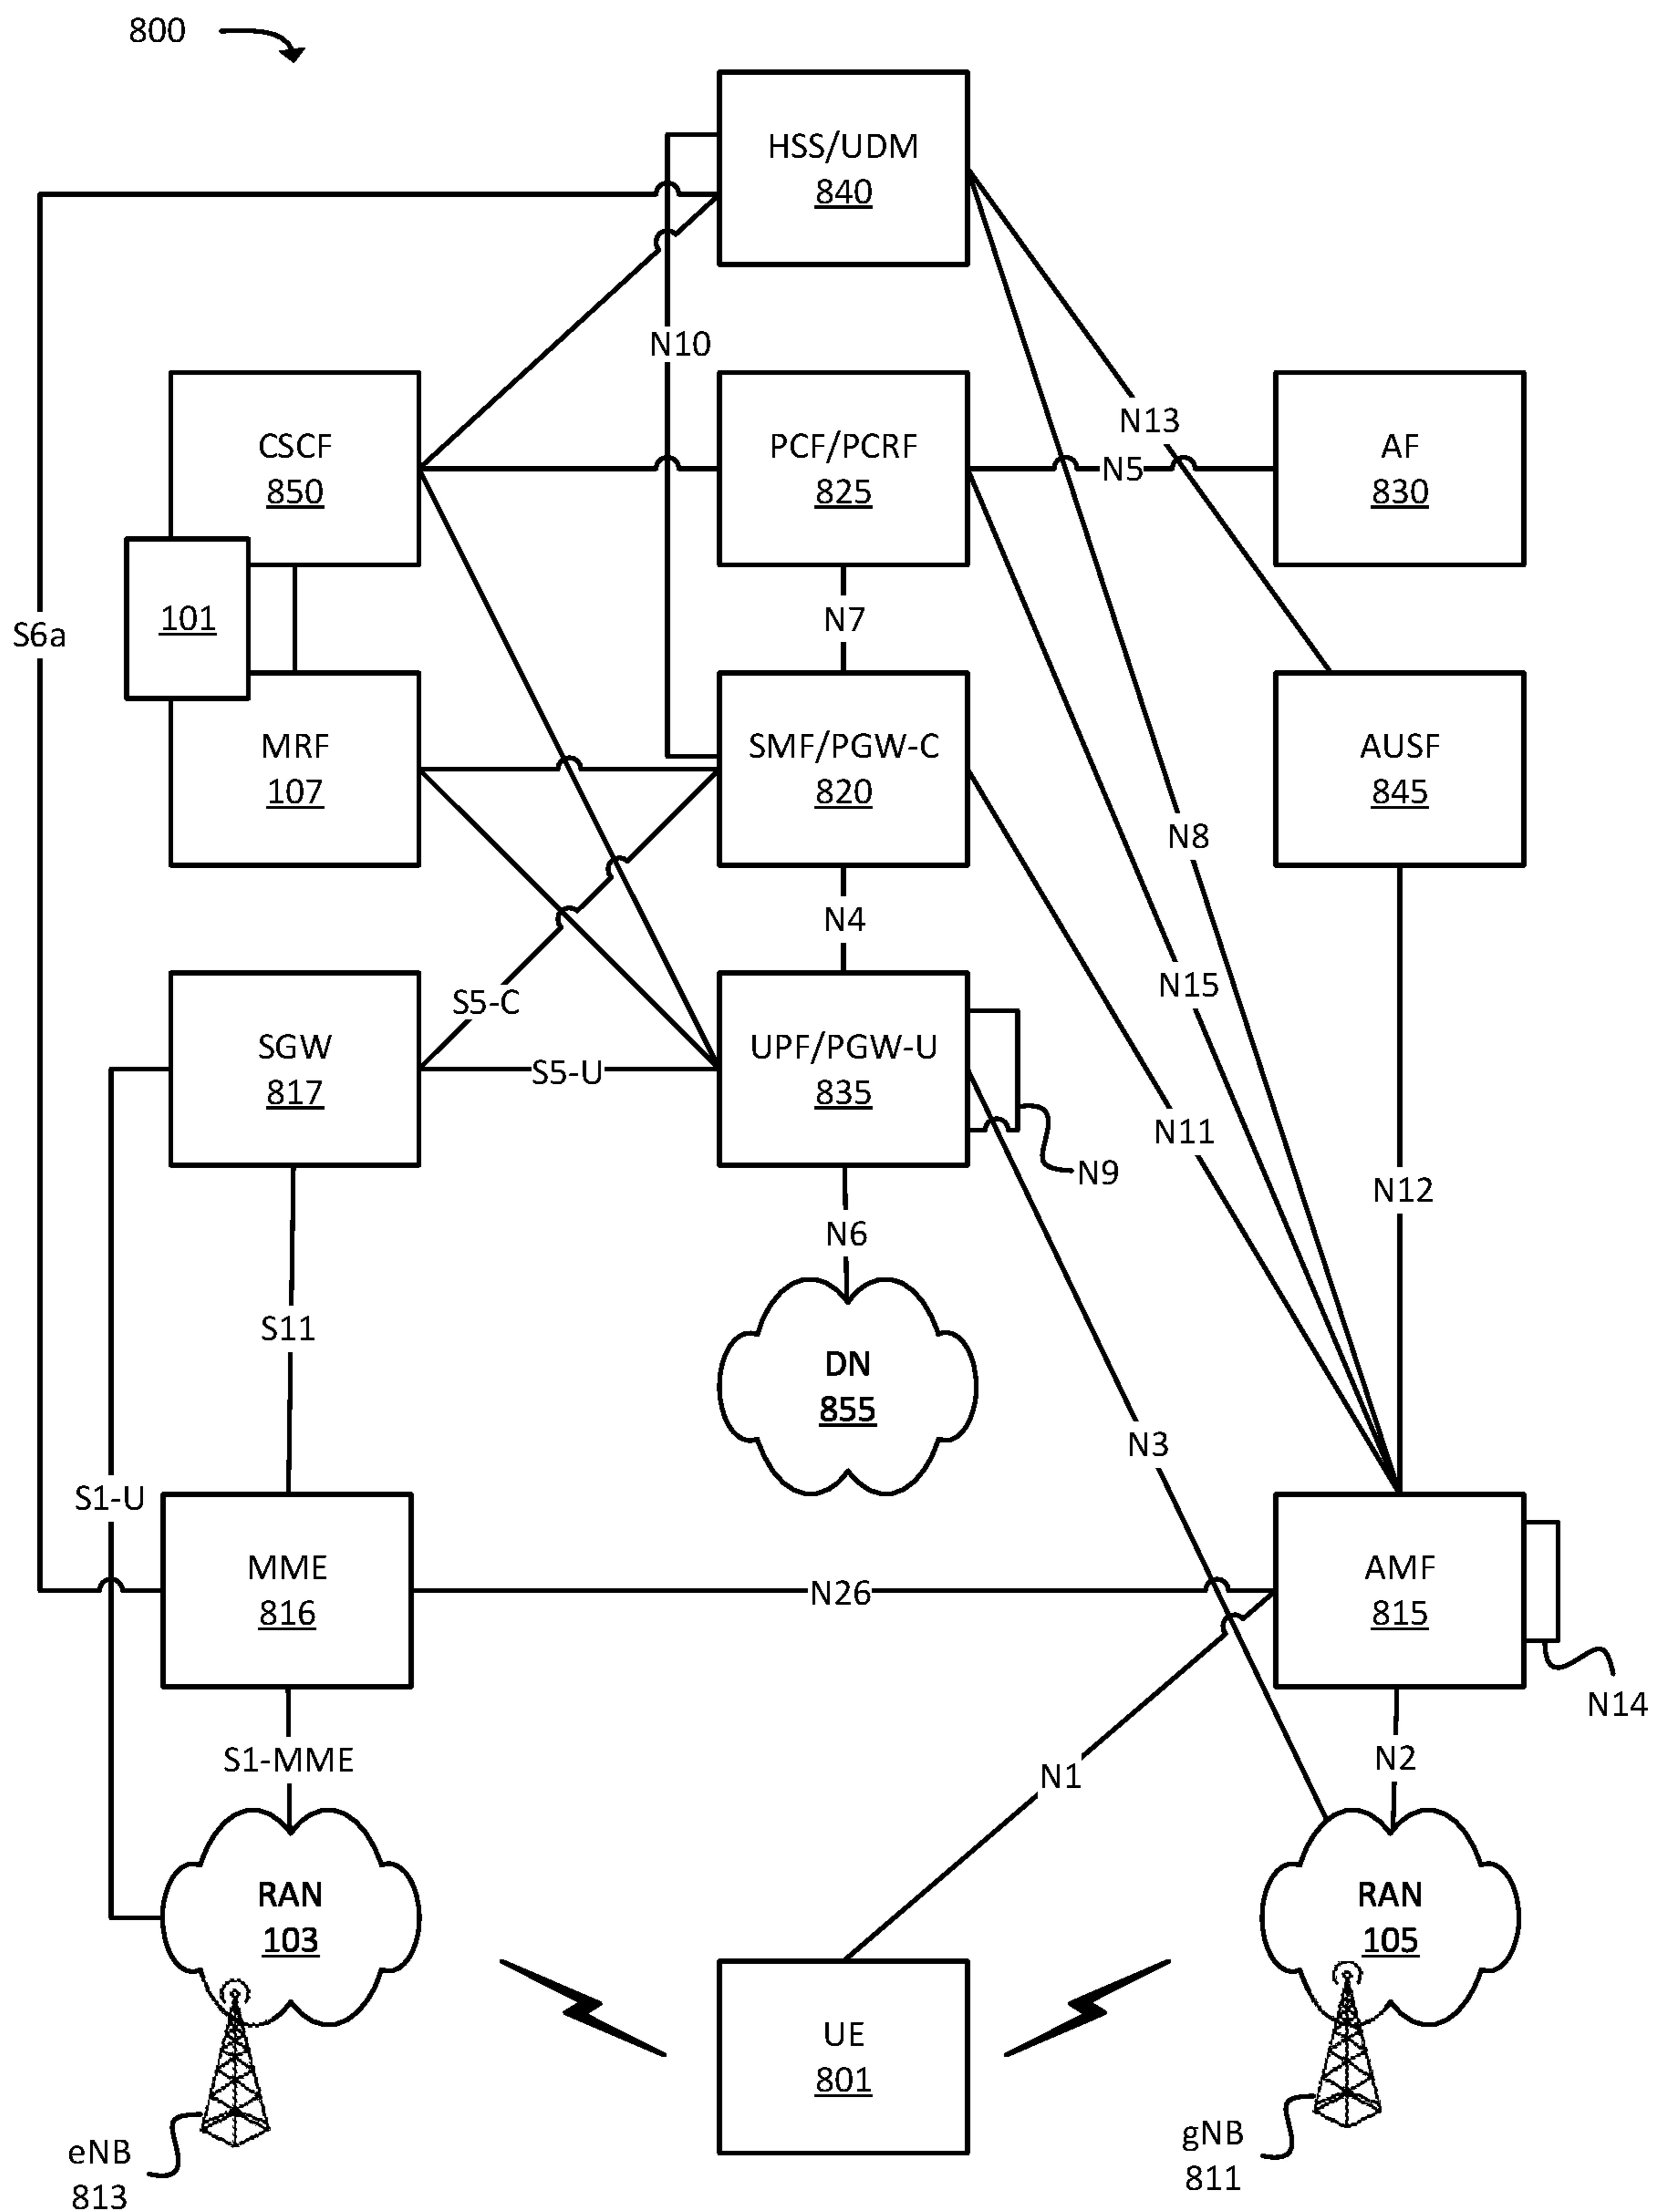 800
HSS/UDM
840
N10
N13
CSCF
850
PCF/PCRF
825
N5
AF
830
101
S6a
N7
MRF
107
SMF/PGW-C
820
N8
AUSF
845
N4
N15
S5-C
SGW
817
S5-U
UPF/PGW-U
835
N11
N9
N12
N6
S11
DN
855
N3
S1-U
MME
816
N26
AMF
815
N14
S1-MME
N1
N2
RAN
103
RAN
105
UE
801
eNB
813
gNB
811